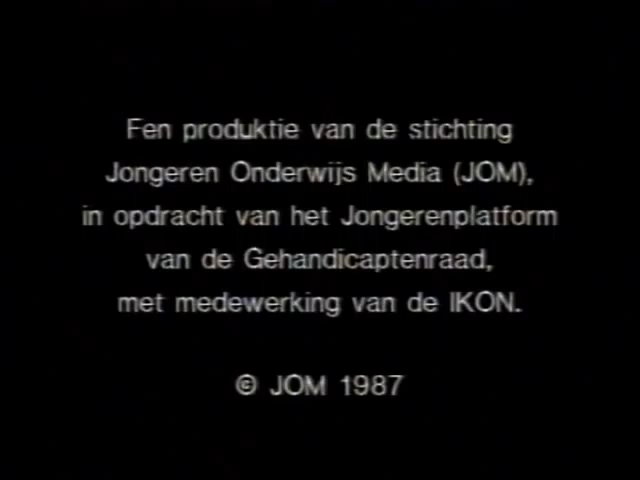 Een produktie van de stichting
Jongeren Onderwijs Media (JOM),
in opdracht van het Jongerenplatform
van de Gehandicaptenraad,
met medewerking van de IKON.
© JOM 1987